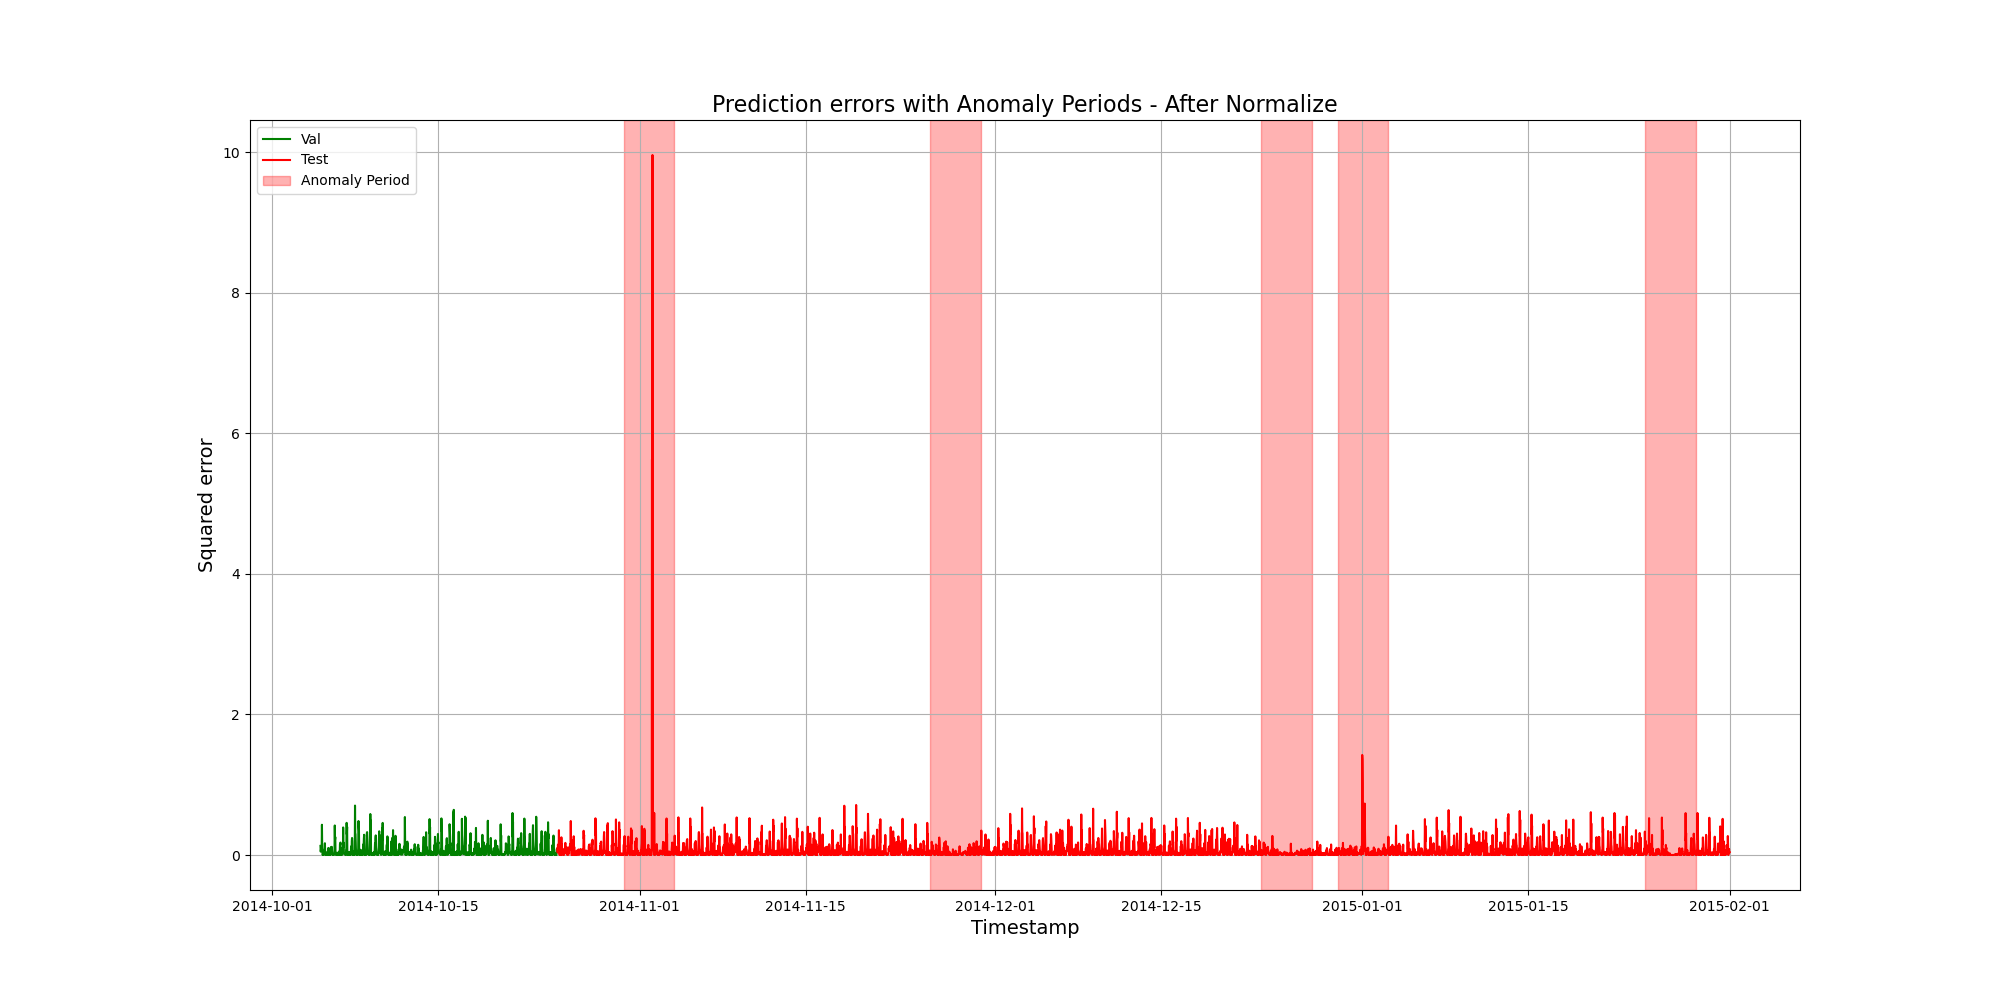 Prediction errors with Anomaly Periods - After Normalize
Val
Test
Anomaly Period
10
8
6
4
2
0
Squared error
2014-10-01 2014-10-15 2014-11-01 2014-11-15 2014-12-01 2014-12-15 2015-01-01 2015-01-15 2015-02-01
Timestamp